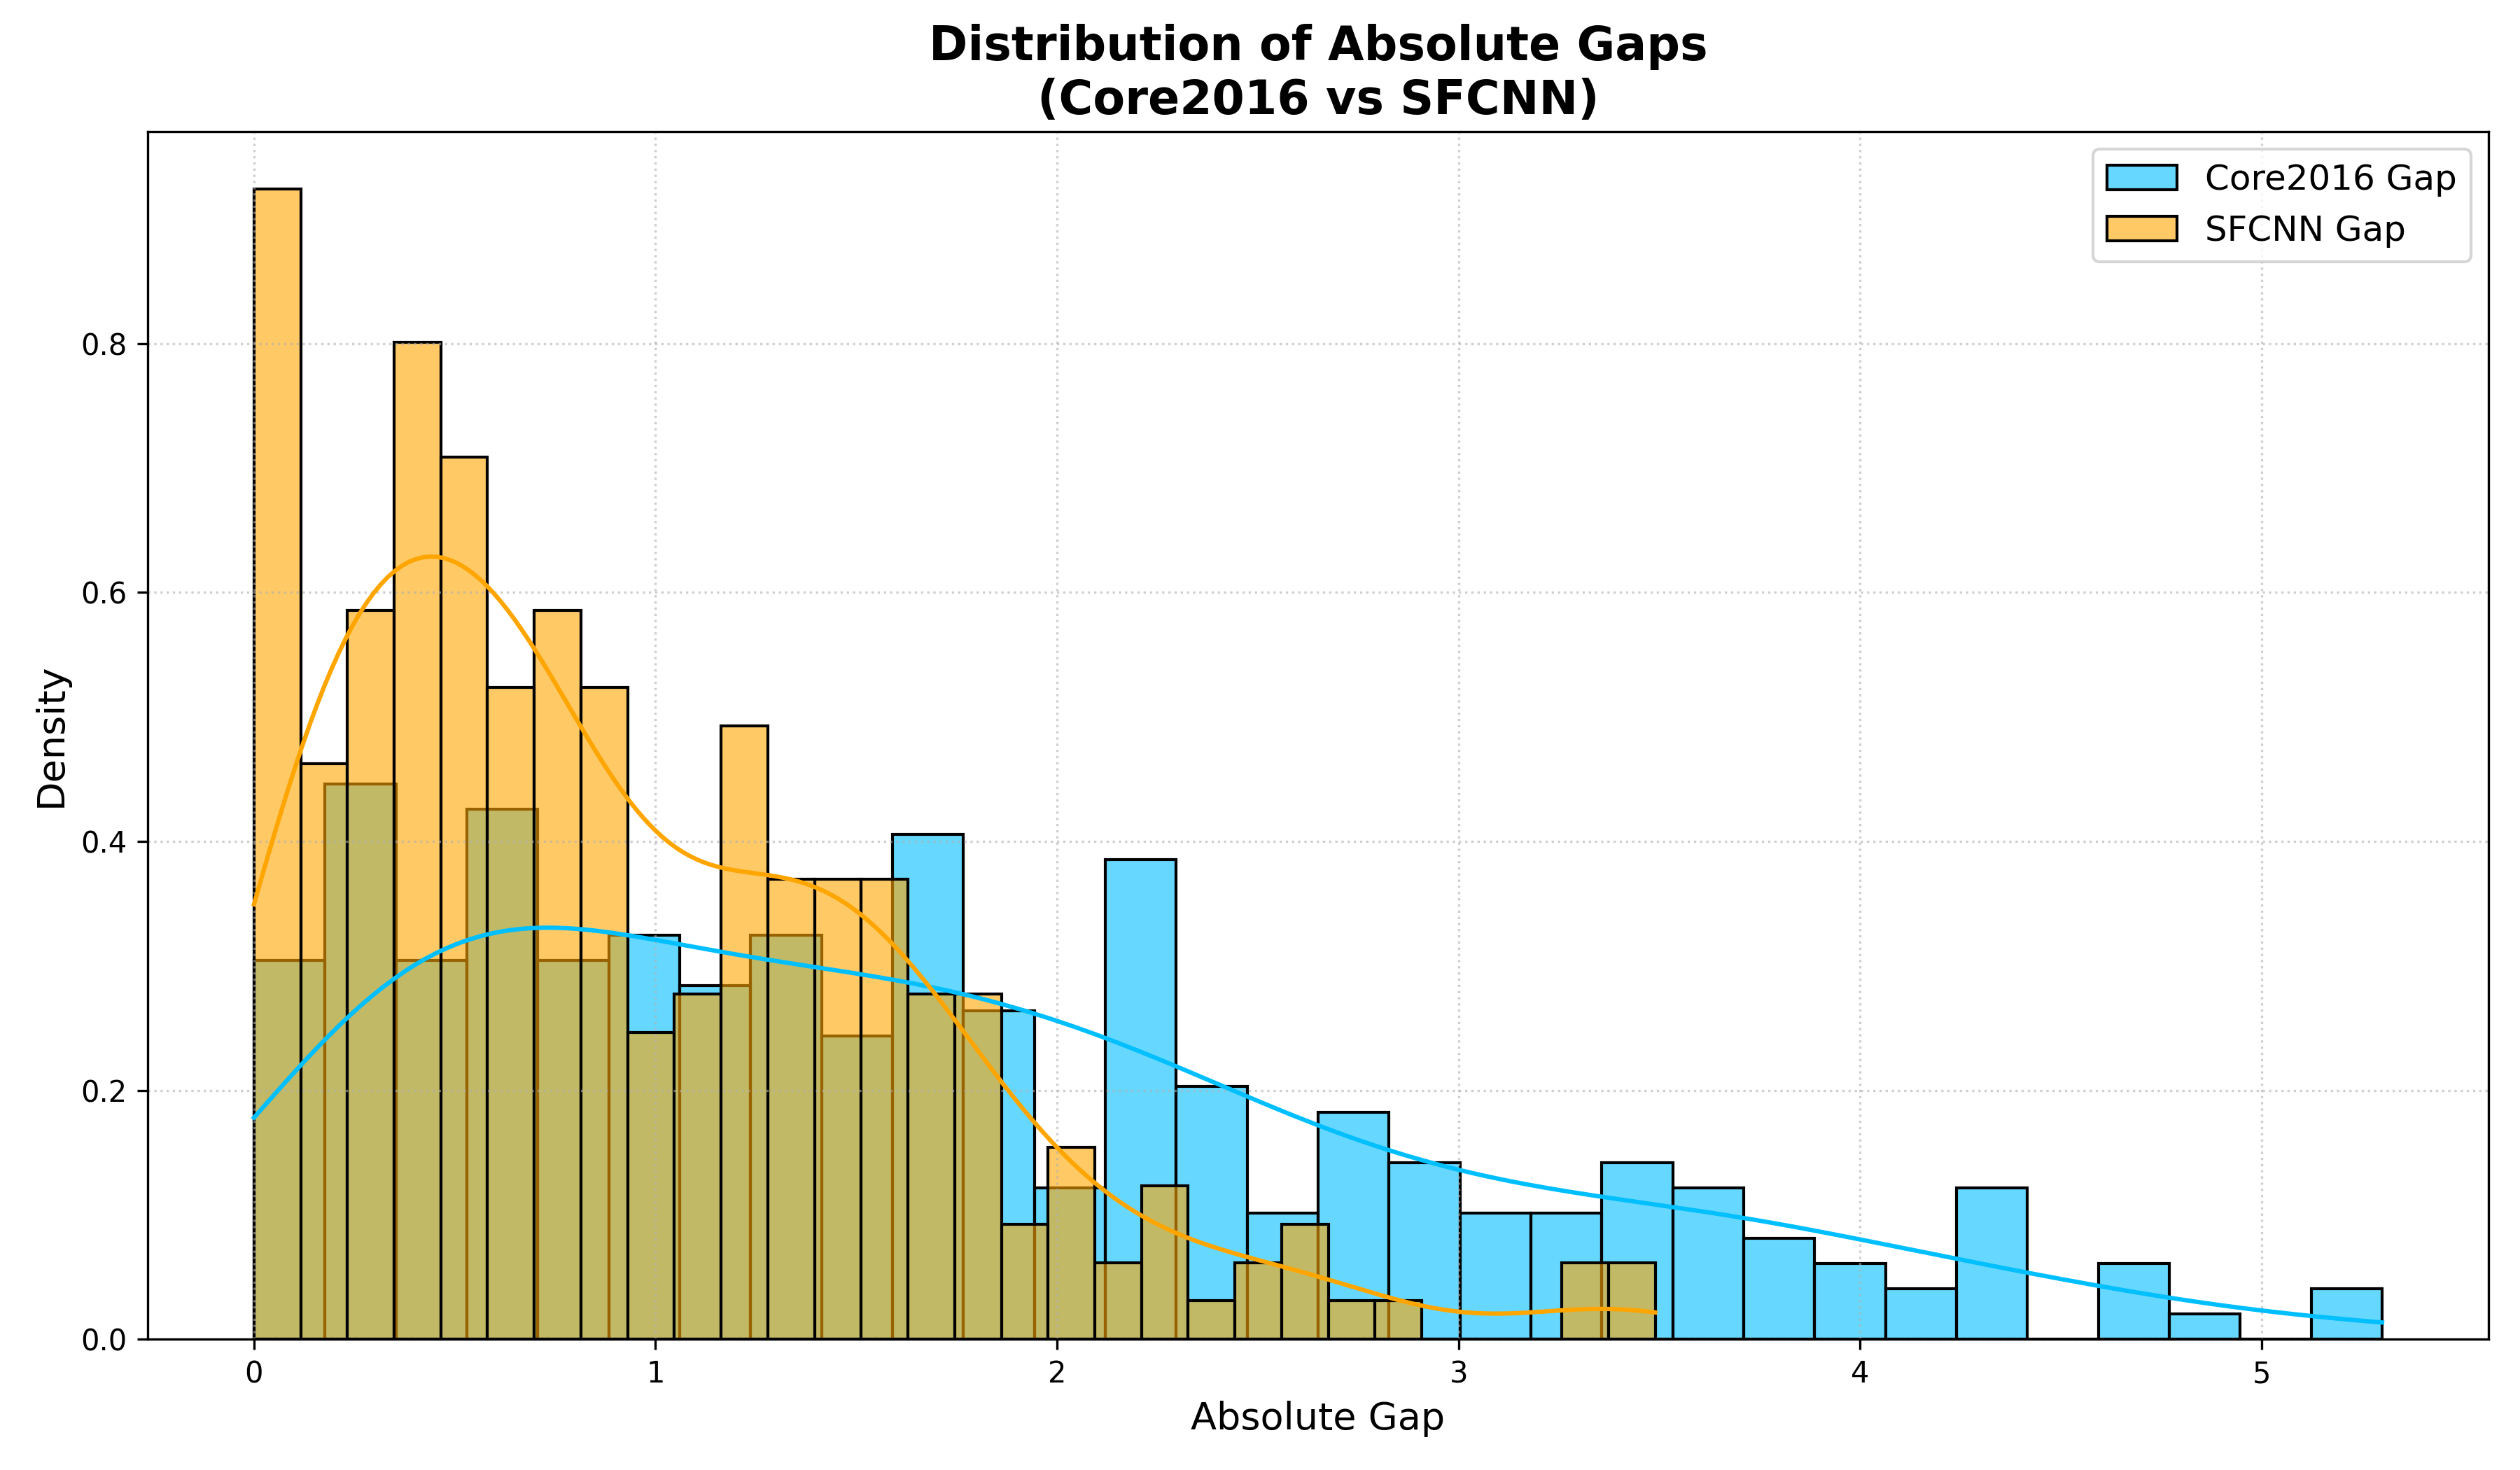 Distribution of Absolute Gaps
(Core2016 vs SFCNN)
Core2016 Gap
SFCNN Gap
Density
0.8
0.6
0.4
0.2
0.0
0 1 2 3 4 5
Absolute Gap